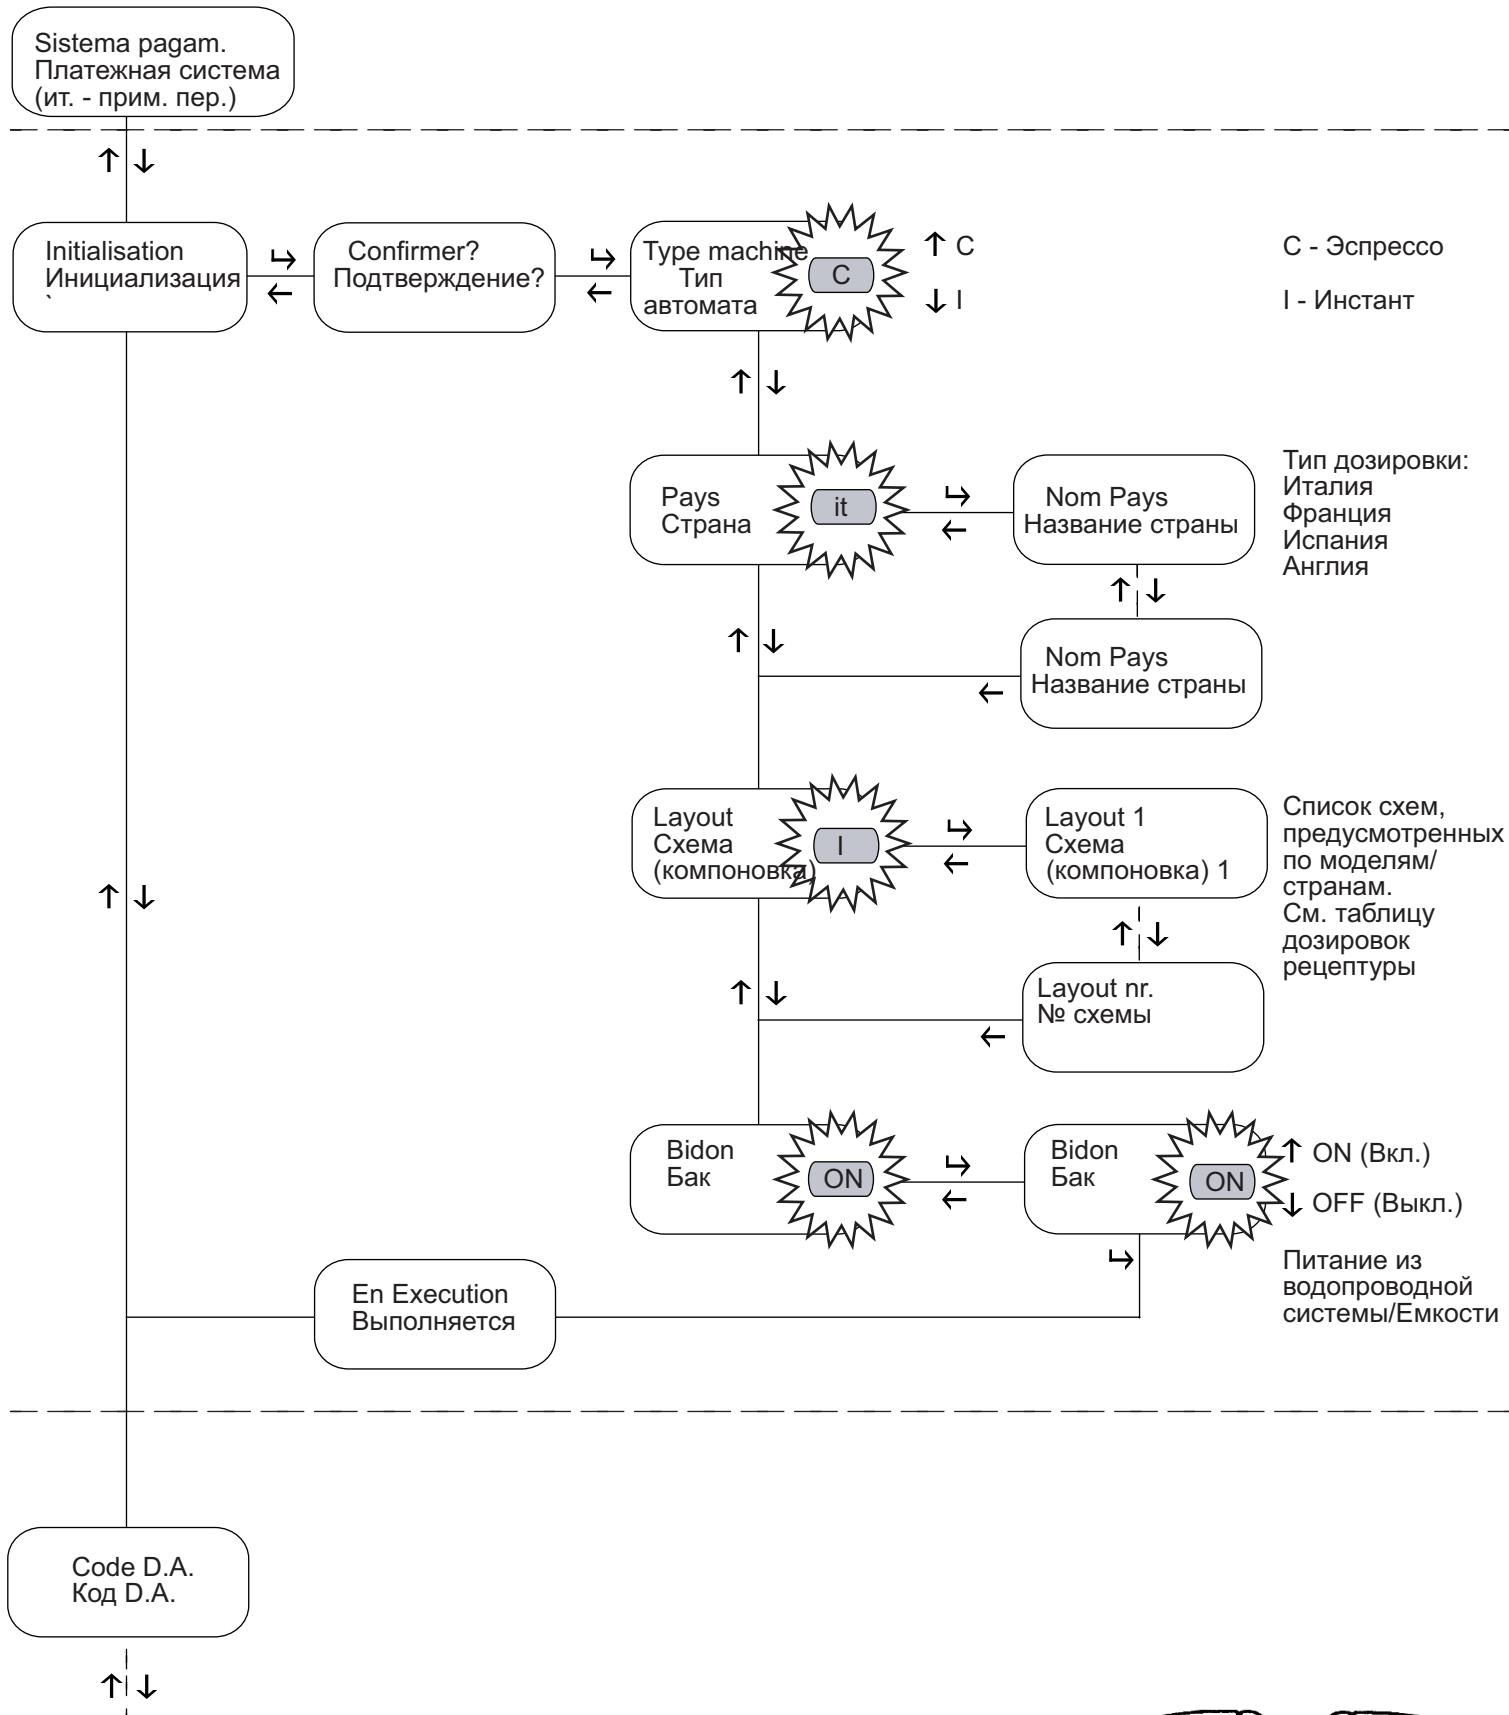 Sistema pagam.
Платежная система
(ит. - прим. пер.)
Initialisation
Инициализация
`
Confirmer?
Подтверждение?
Type machine
Тип
автомата
C
↑ C
↓ I
C - Эспрессо
I - Инстант
Pays
Страна
it
Nom Pays
Название страны
Тип дозировки:
Италия
Франция
Испания
Англия
Nom Pays
Название страны
Layout
Схема
(компоновка)
I
Layout 1
Схема
(компоновка) 1
Список схем,
предусмотренных
по моделям/
странам.
См. таблицу
дозировок
рецептуры
Layout nr.
№ схемы
Bidon
Бак
ON
Bidon
Бак
ON
↑ ON (Вкл.)
↓ OFF (Выкл.)
Питание из
водопроводной
системы/Емкости
En Execution
Выполняется
Code D.A.
Код D.A.